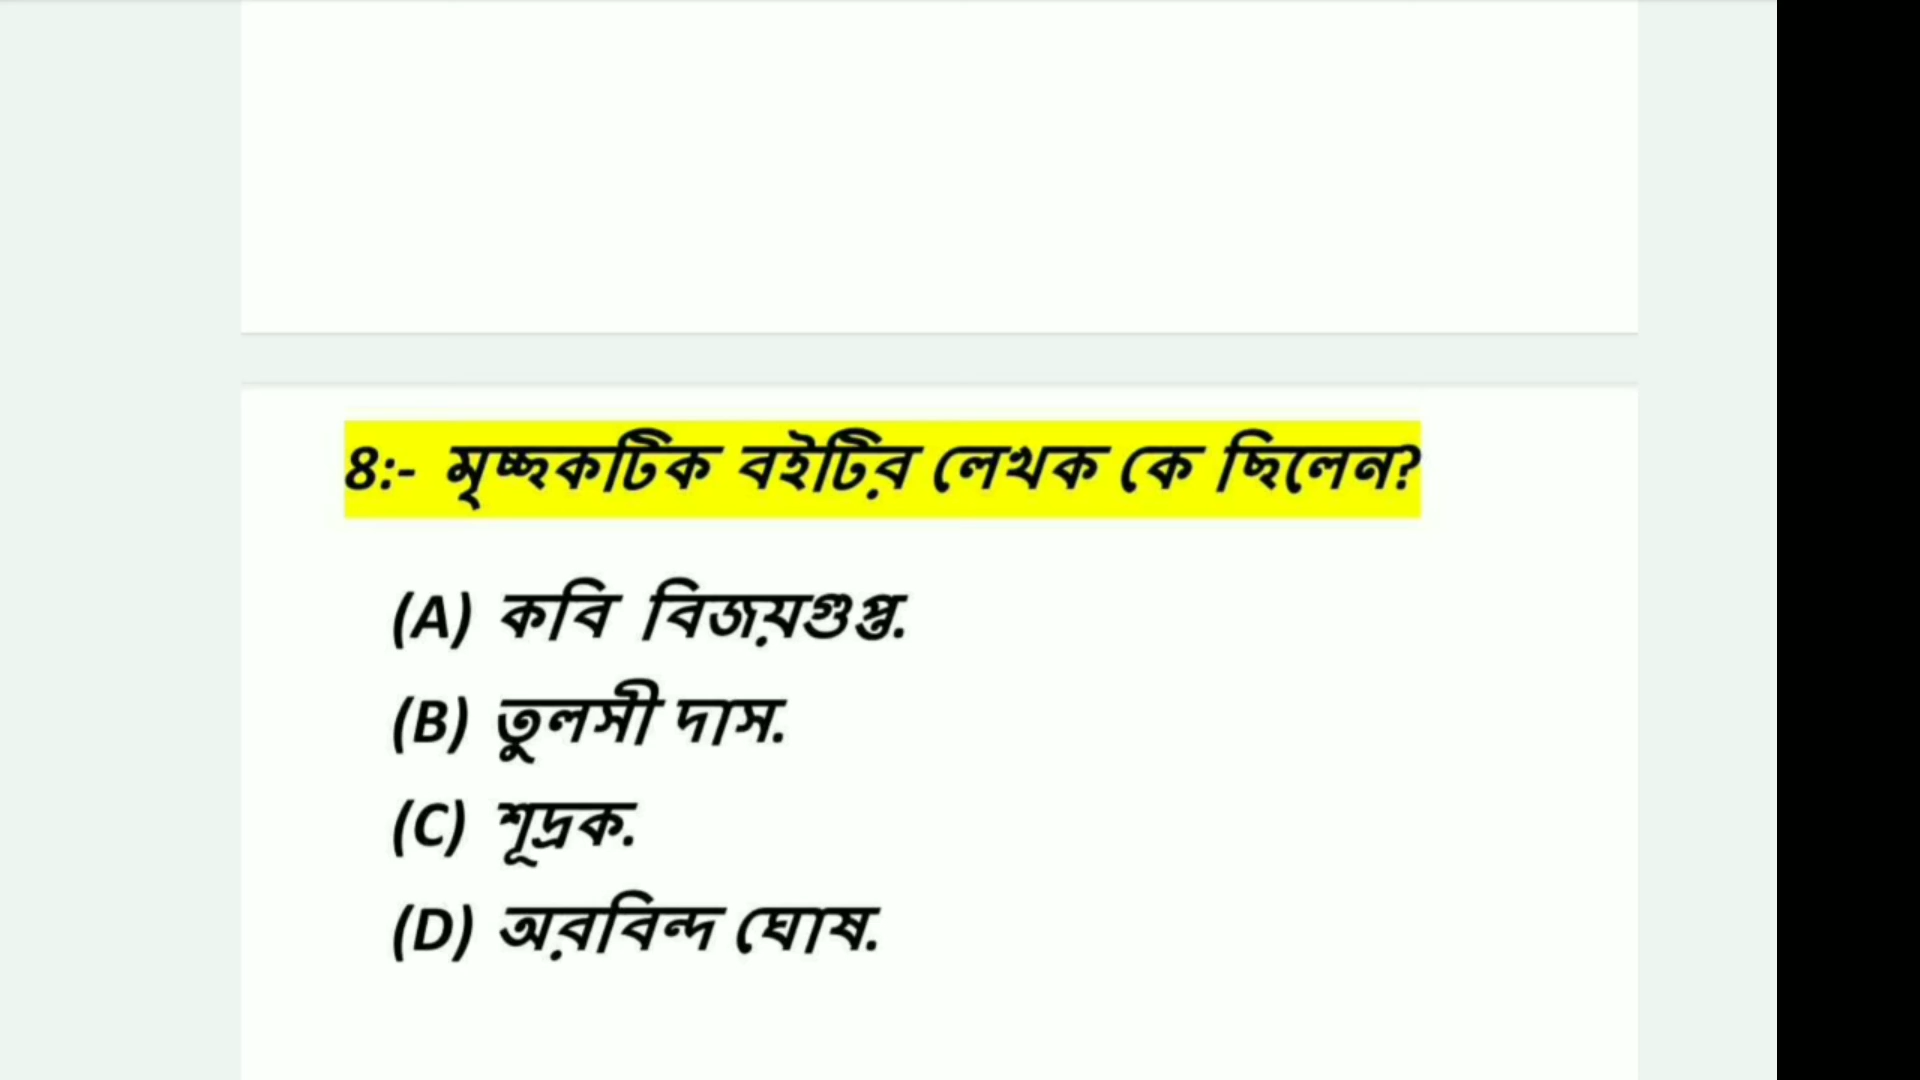 8:- মৃচ্ছকটিক বইটির লেখক কে ছিলেন?
(A) কবি বিজয়গুপ্ত.
(B) তুলসী দাস.
(C) শূদ্রক.
(D) অরবিন্দ ঘোষ.